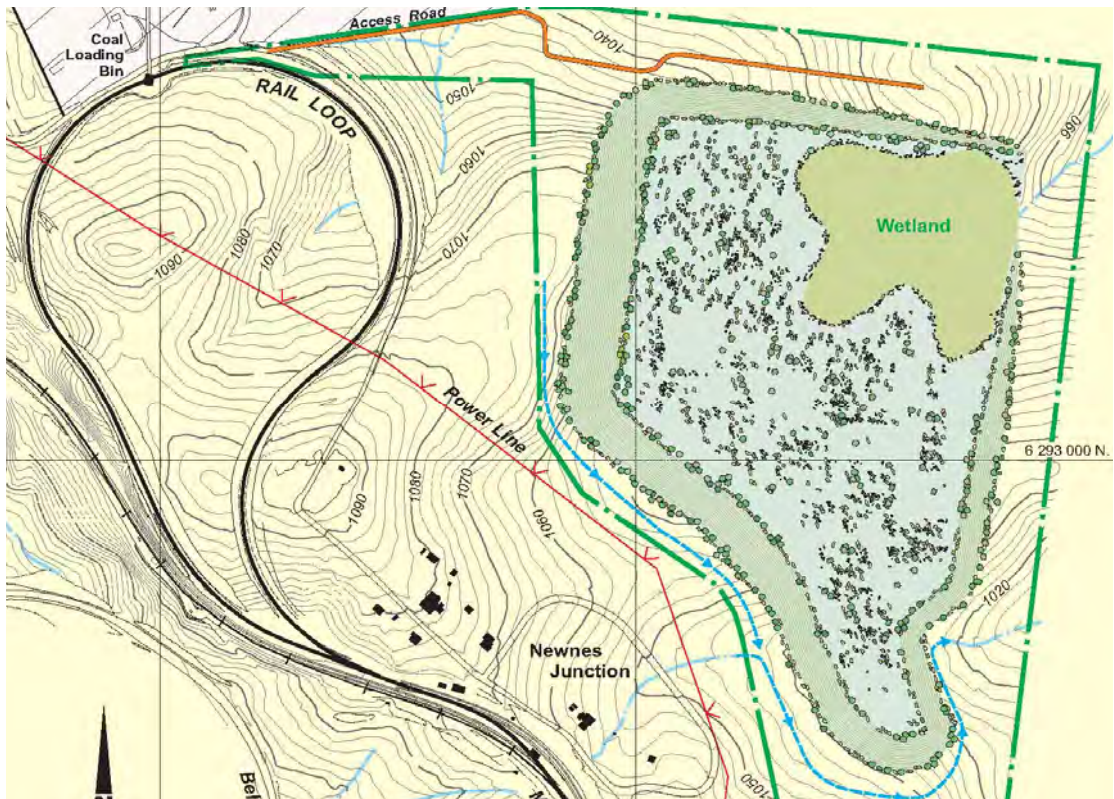 Access Road
Coal
Loading
Bin
RAIL LOOP
1040
1050
990
1060
1070
Wetland
1080
1070
1090
Power Line
6 293 000 N.
1090
1080
1070
1060
1020
Newnes
Junction
1050
Bel